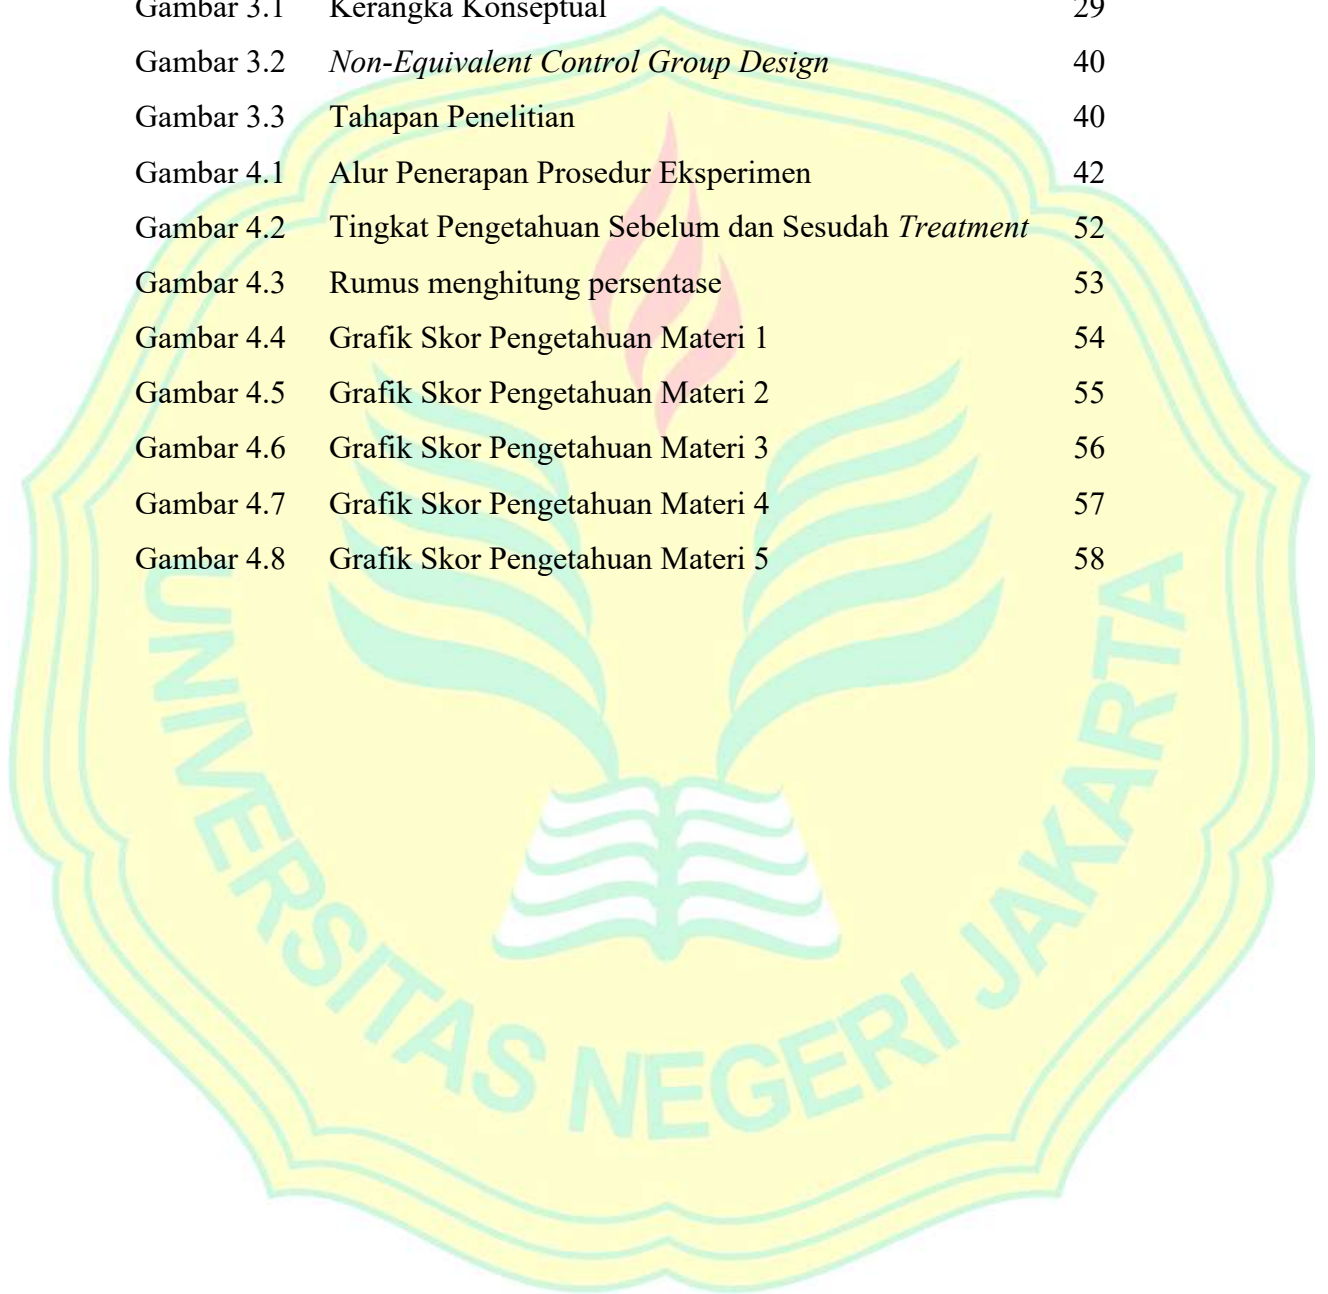 Gambar 3.1 Kerangka Konseptual 29
Gambar 3.2 Non-Equivalent Control Group Design 40
Gambar 3.3 Tahapan Penelitian 40
Gambar 4.1 Alur Penerapan Prosedur Eksperimen 42
Gambar 4.2 Tingkat Pengetahuan Sebelum dan Sesudah Treatment 52
Gambar 4.3 Rumus menghitung persentase 53
Gambar 4.4 Grafik Skor Pengetahuan Materi 1 54
Gambar 4.5 Grafik Skor Pengetahuan Materi 2 55
Gambar 4.6 Grafik Skor Pengetahuan Materi 3 56
Gambar 4.7 Grafik Skor Pengetahuan Materi 4 57
Gambar 4.8 Grafik Skor Pengetahuan Materi 5 58
UNIVERSITAS NEGERI JAKARTA